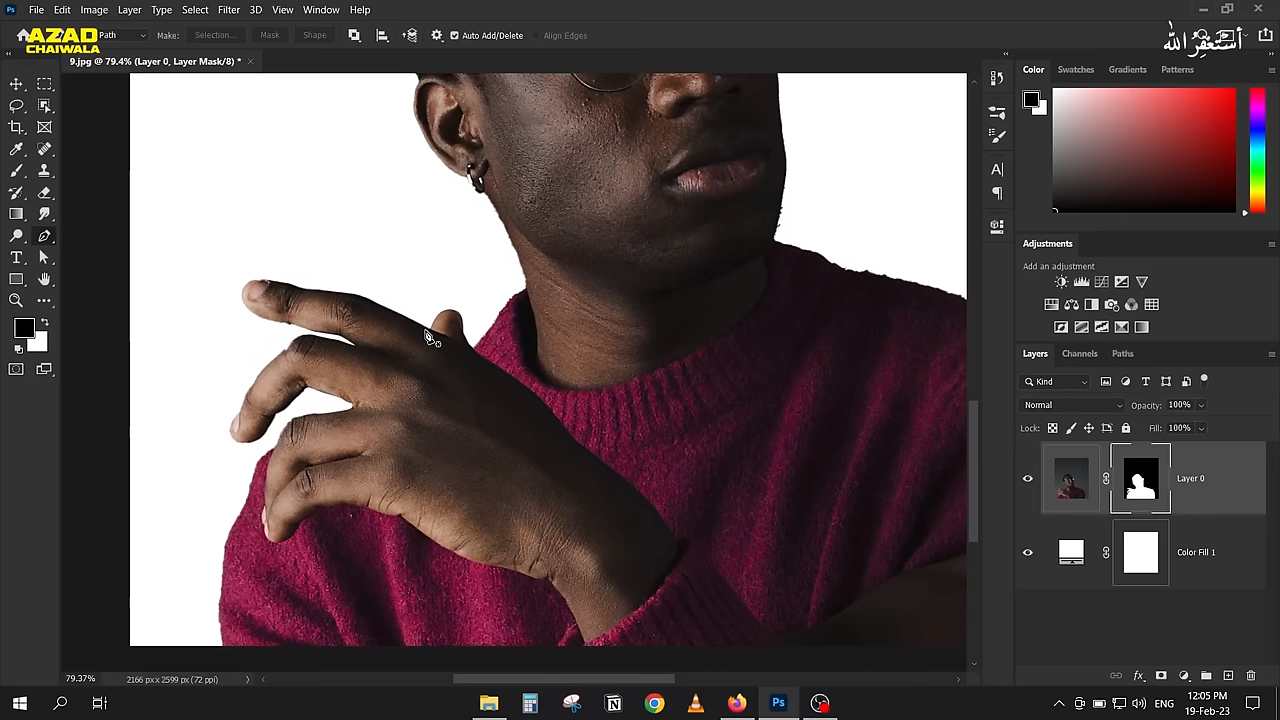 Ps File Edit Image Layer Type Select Filter 3D View Window Help
AZAD
CHAIWALA
Path Make: Selection... Mask Shape Auto Add/Delete Align Edges
أستغفر الله
9.jpg @ 79.4% (Layer 0, Layer Mask/8) *
Color Swatches Gradients Patterns
Adjustments
Add an adjustment
Layers Channels Paths
Kind
Normal Opacity: 100%
Lock: Fill: 100%
Layer 0
Color Fill 1
79.37% 2166 px x 2599 px (72 ppi)
Ps ENG 12:05 PM
19-Feb-23